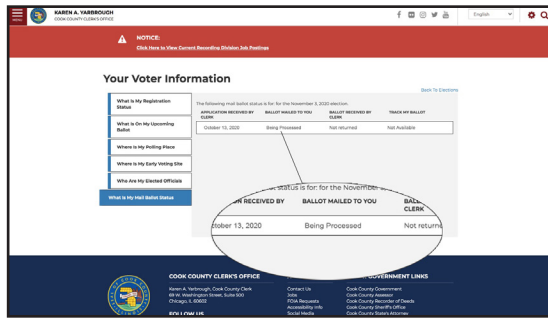 MENU
KAREN A. YARBROUGH
COOK COUNTY CLERK'S OFFICE
English
NOTICE:
Click Here to View Current Recording Division Job Postings
Your Voter Information
Back To Elections
What Is My Registration
Status
What Is On My Upcoming
Ballot
Where Is My Polling Place
Where Is My Early Voting Site
Who Are My Elected Officials
What Is My Mail Ballot Status
The following mail ballot status is for: for the November 3, 2020 election.
APPLICATION RECEIVED BY
CLERK
BALLOT MAILED TO YOU
BALLOT RECEIVED BY
CLERK
TRACK MY BALLOT
October 13, 2020 Being Processed Not returned Not Available
status is for: for the November
RECEIVED BY BALLOT MAILED TO YOU
CLERK
tober 13, 2020 Being Processed Not return
COOK COUNTY CLERK'S OFFICE
Karen A. Yarbrough, Cook County Clerk
69 W. Washington Street, Suite 500
Chicago, IL 60602
FOLLOW US
Contact Us
Jobs
FOIA Requests
Accessibility Info
Social Media
GOVERNMENT LINKS
Cook County Government
Cook County Assessor
Cook County Recorder of Deeds
Cook County Sheriff's Office
Cook County State's Attorney